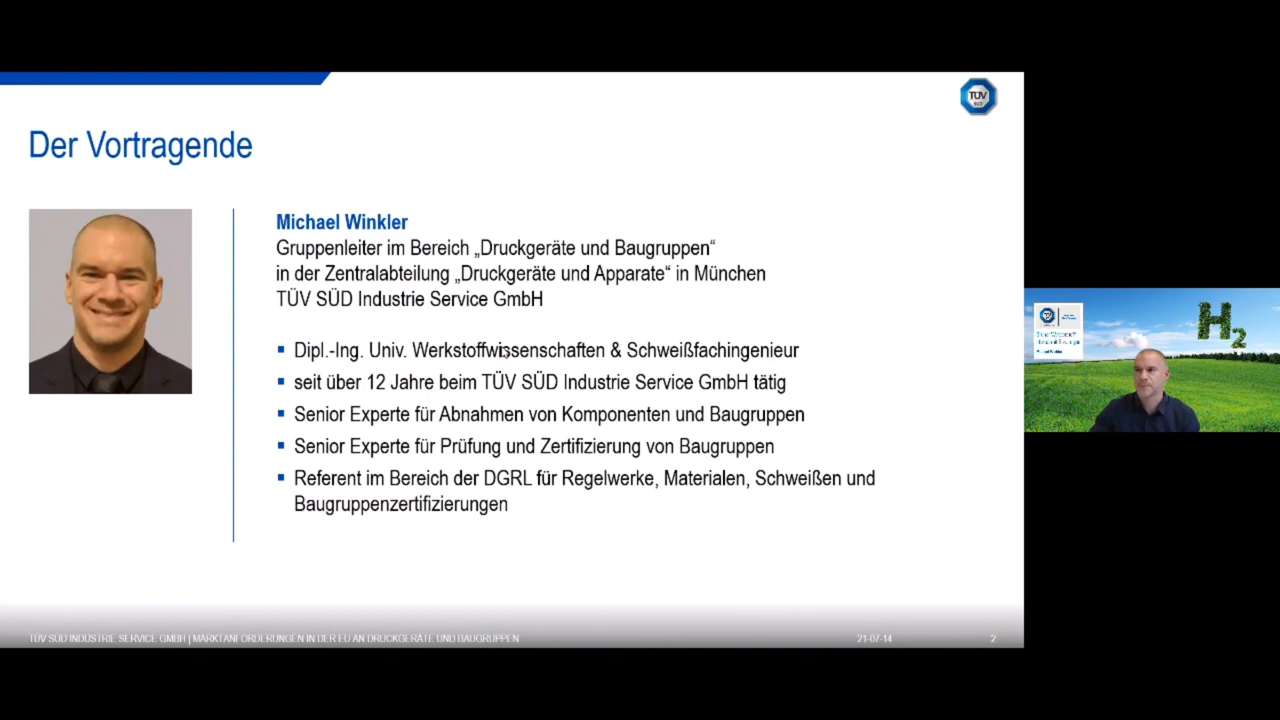 TÜV
SÜD
Der Vortragende
Michael Winkler
Gruppenleiter im Bereich „Druckgeräte und Baugruppen“
in der Zentralabteilung „Druckgeräte und Apparate“ in München
TÜV SÜD Industrie Service GmbH
▪ Dipl.-Ing. Univ. Werkstoffwissenschaften & Schweißfachingenieur
▪ seit über 12 Jahre beim TÜV SÜD Industrie Service GmbH tätig
▪ Senior Experte für Abnahmen von Komponenten und Baugruppen
▪ Senior Experte für Prüfung und Zertifizierung von Baugruppen
▪ Referent im Bereich der DGRL für Regelwerke, Materialen, Schweißen und
Baugruppenzertifizierungen
TÜV SÜD INDUSTRIE SERVICE GMBH | MARKTANFORDERUNGEN IN DER EU AN DRUCKGERÄTE UND BAUGRUPPEN
21-07-14
2
H2